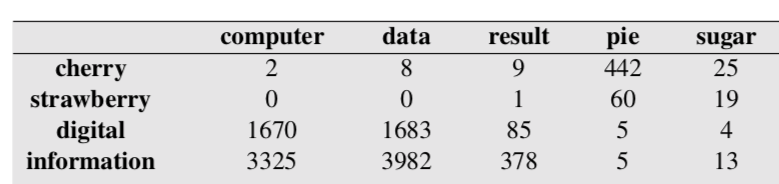 computer data result pie sugar
cherry 2 8 9 442 25
strawberry 0 0 1 60 19
digital 1670 1683 85 5 4
information 3325 3982 378 5 13